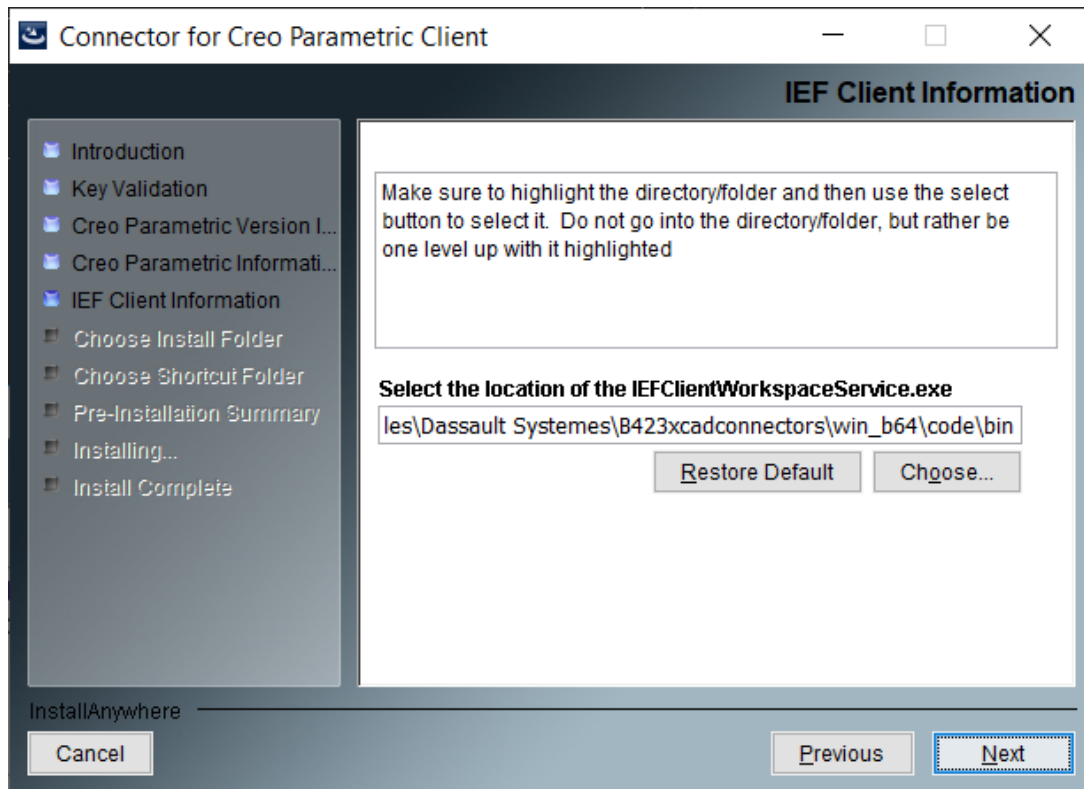 Connector for Creo Parametric Client
IEF Client Information
Introduction
Key Validation
Creo Parametric Version I...
Creo Parametric Informati...
IEF Client Information
Choose Install Folder
Choose Shortcut Folder
Pre-Installation Summary
Installing...
Install Complete
Make sure to highlight the directory/folder and then use the select
button to select it.  Do not go into the directory/folder, but rather be
one level up with it highlighted
Select the location of the IEFClientWorkspaceService.exe
les\Dassault Systemes\B423xcadconnectors\win_b64\code\bin
Restore Default
Choose...
InstallAnywhere
Cancel
Previous
Next